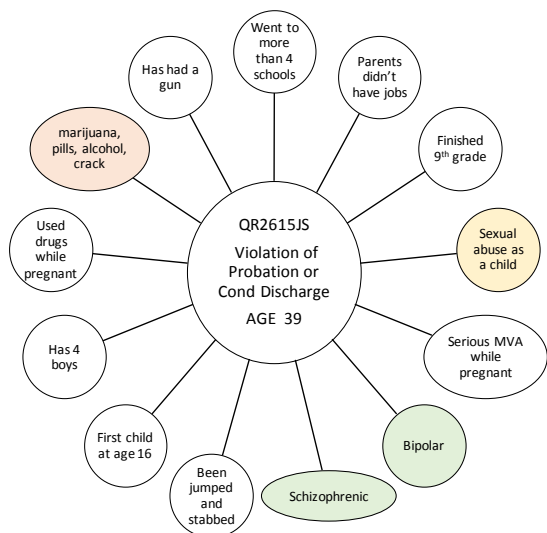 Went to
more
than 4
schools
Parents
didn't
have jobs
Finished
9th grade
Sexual
abuse as
a child
Serious MVA
while
pregnant
Bipolar
Schizophrenic
Been
jumped
and
stabbed
First child
at age 16
Has 4
boys
Used
drugs
while
pregnant
marijuana,
pills, alcohol,
crack
Has had a
gun
QR2615JS
Violation of
Probation or
Cond Discharge
AGE 39